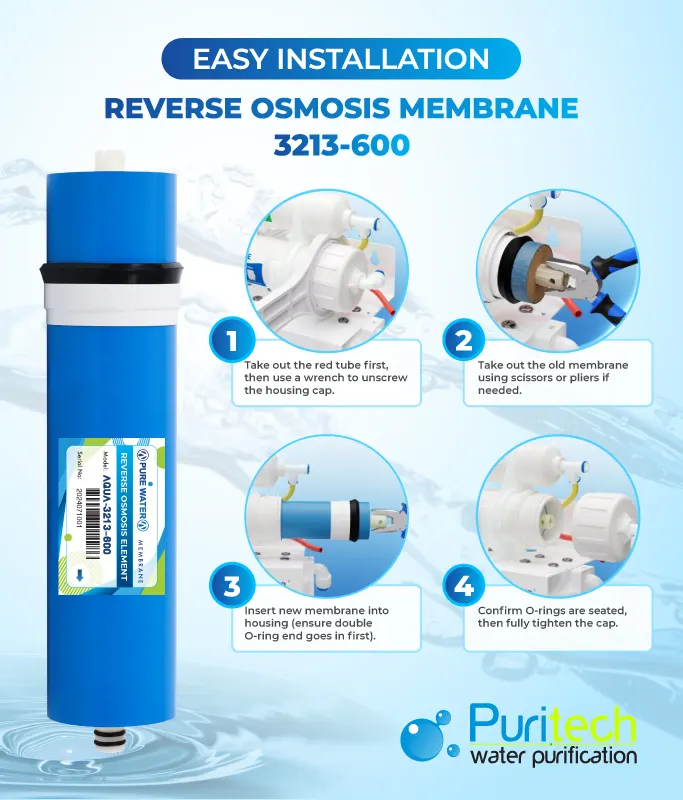 EASY INSTALLATION
REVERSE OSMOSIS MEMBRANE
3213-600
1
Take out the red tube first,
then use a wrench to unscrew
the housing cap.
2
Take out the old membrane
using scissors or pliers if
needed.
3
Insert new membrane into
housing (ensure double
O-ring end goes in first).
4
Confirm O-rings are seated,
then fully tighten the cap.
PURE WATER
MEMBRANE
REVERSE OSMOSIS ELEMENT
Model: AQUA-3213-600
Serial No: 2024071001
Puritech
water purification